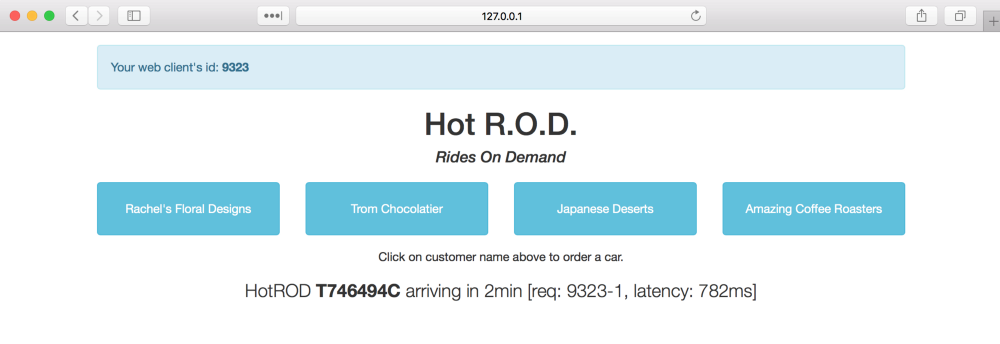 127.0.0.1
Your web client's id: 9323
Hot R.O.D.
Rides On Demand
Rachel's Floral Designs
Trom Chocolatier
Japanese Deserts
Amazing Coffee Roasters
Click on customer name above to order a car.
HotROD T746494C arriving in 2min [req: 9323-1, latency: 782ms]